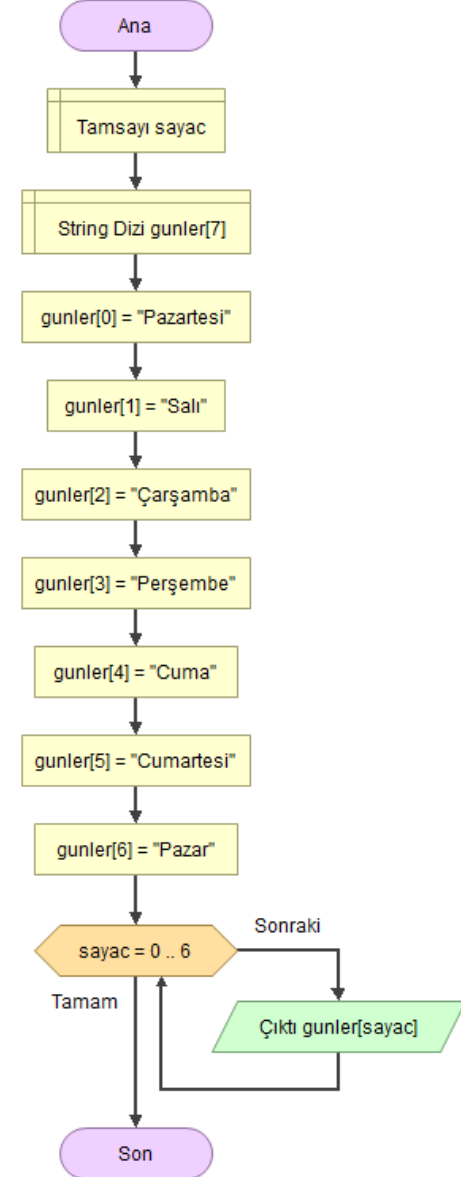 Ana
Tamsayı sayac
String Dizi gunler[7]
gunler[0] = "Pazartesi"
gunler[1] = "Salı"
gunler[2] = "Çarşamba"
gunler[3] = "Perşembe"
gunler[4] = "Cuma"
gunler[5] = "Cumartesi"
gunler[6] = "Pazar"
Sonraki
sayac = 0 .. 6
Tamam
Çıktı gunler[sayac]
Son